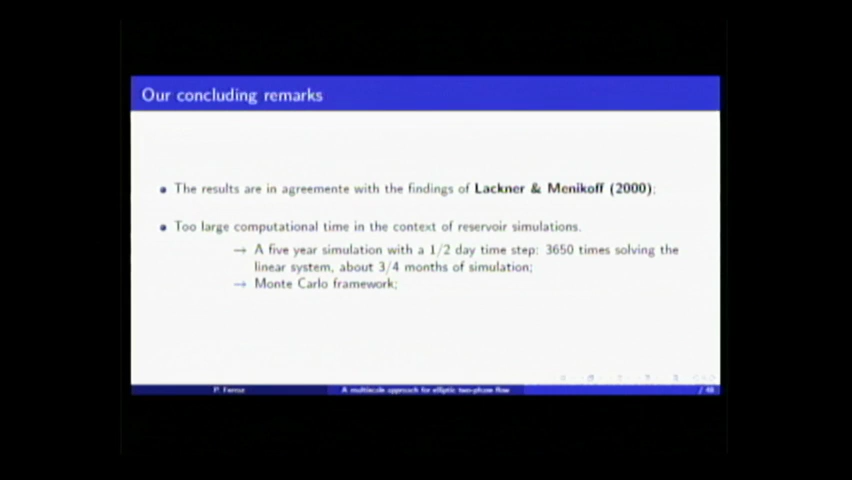 Our concluding remarks
The results are in agreemente with the findings of Lackner & Menikoff (2000);
Too large computational time in the context of reservoir simulations.
→ A five year simulation with a 1/2 day time step: 3650 times solving the
linear system, about 3/4 months of simulation;
→ Monte Carlo framework;
A multiscale approach for elliptic two-phase flow